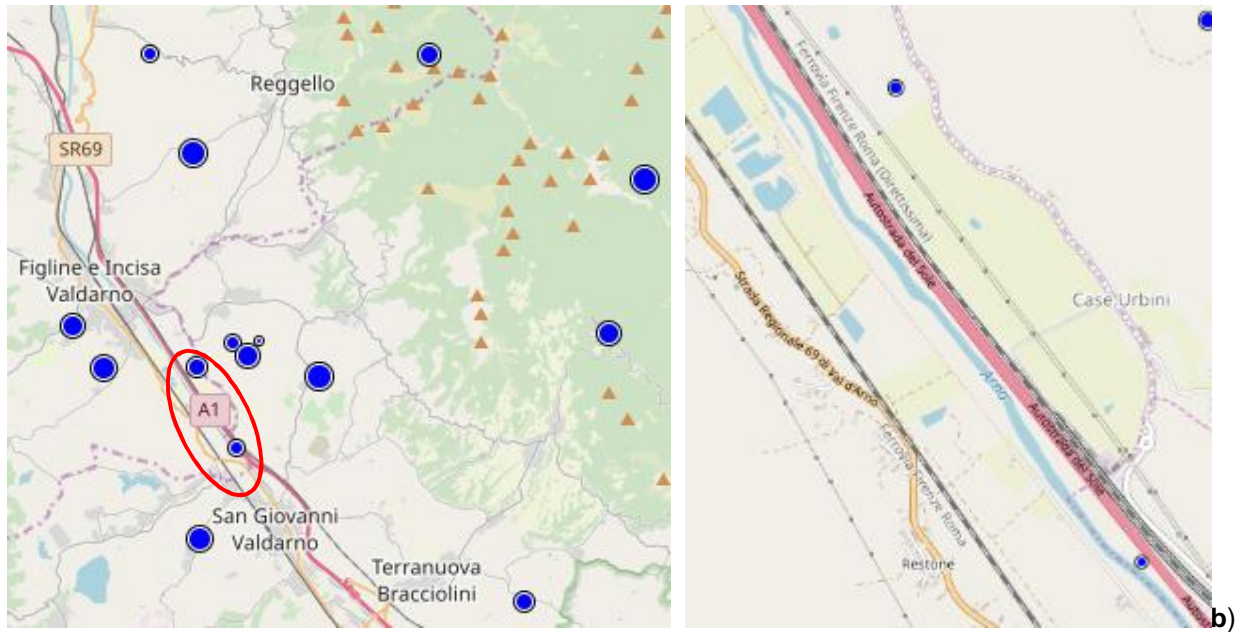 Reggello
SR69
Figline e Incisa
Valdarno
A1
San Giovanni
Valdarno
Terranuova
Bracciolini
Ferrovia Firenze Roma (Direttissima)
Autostrada del Sole
Strada Regionale 69 di Val d'Arno
Case Urbini
Arno
Autostrada del Sole
Ferrovia Firenze Roma
Restone
Autost
b)